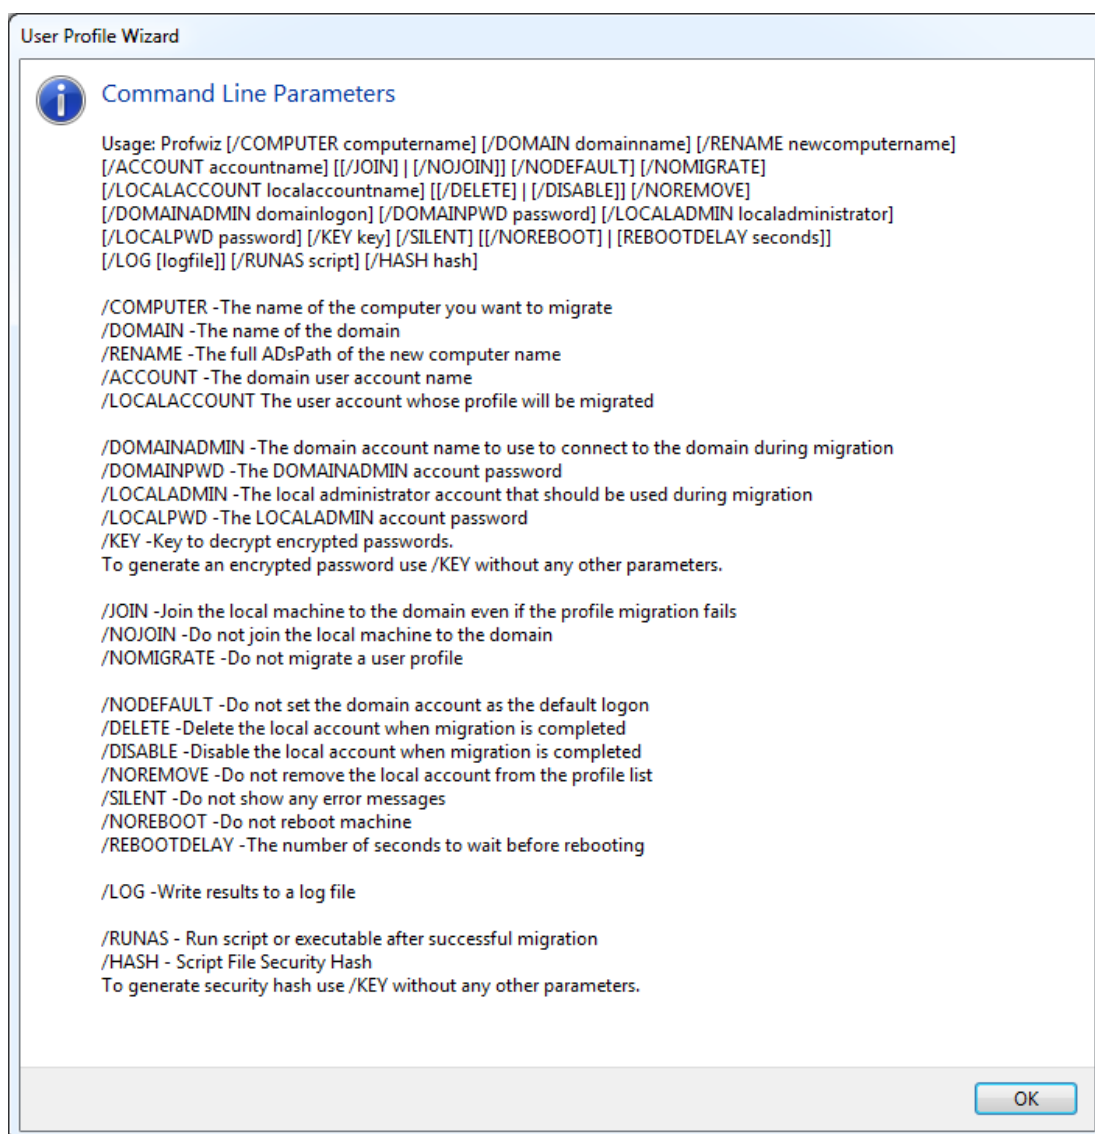 User Profile Wizard
Command Line Parameters
Usage: Profwiz [/COMPUTER computername] [/DOMAIN domainname] [/RENAME newcomputername]
[/ACCOUNT accountname] [[/JOIN] | [/NOJOIN]] [/NODEFAULT] [/NOMIGRATE]
[/LOCALACCOUNT localaccountname] [[/DELETE] | [/DISABLE]] [/NOREMOVE]
[/DOMAINADMIN domainlogon] [/DOMAINPWD password] [/LOCALADMIN localadministrator]
[/LOCALPWD password] [/KEY key] [/SILENT] [[/NOREBOOT] | [REBOOTDELAY seconds]]
[/LOG [logfile]] [/RUNAS script] [/HASH hash]
/COMPUTER -The name of the computer you want to migrate
/DOMAIN -The name of the domain
/RENAME -The full ADsPath of the new computer name
/ACCOUNT -The domain user account name
/LOCALACCOUNT The user account whose profile will be migrated
/DOMAINADMIN -The domain account name to use to connect to the domain during migration
/DOMAINPWD -The DOMAINADMIN account password
/LOCALADMIN -The local administrator account that should be used during migration
/LOCALPWD -The LOCALADMIN account password
/KEY -Key to decrypt encrypted passwords.
To generate an encrypted password use /KEY without any other parameters.
/JOIN -Join the local machine to the domain even if the profile migration fails
/NOJOIN -Do not join the local machine to the domain
/NOMIGRATE -Do not migrate a user profile
/NODEFAULT -Do not set the domain account as the default logon
/DELETE -Delete the local account when migration is completed
/DISABLE -Disable the local account when migration is completed
/NOREMOVE -Do not remove the local account from the profile list
/SILENT -Do not show any error messages
/NOREBOOT -Do not reboot machine
/REBOOTDELAY -The number of seconds to wait before rebooting
/LOG -Write results to a log file
/RUNAS - Run script or executable after successful migration
/HASH - Script File Security Hash
To generate security hash use /KEY without any other parameters.
OK